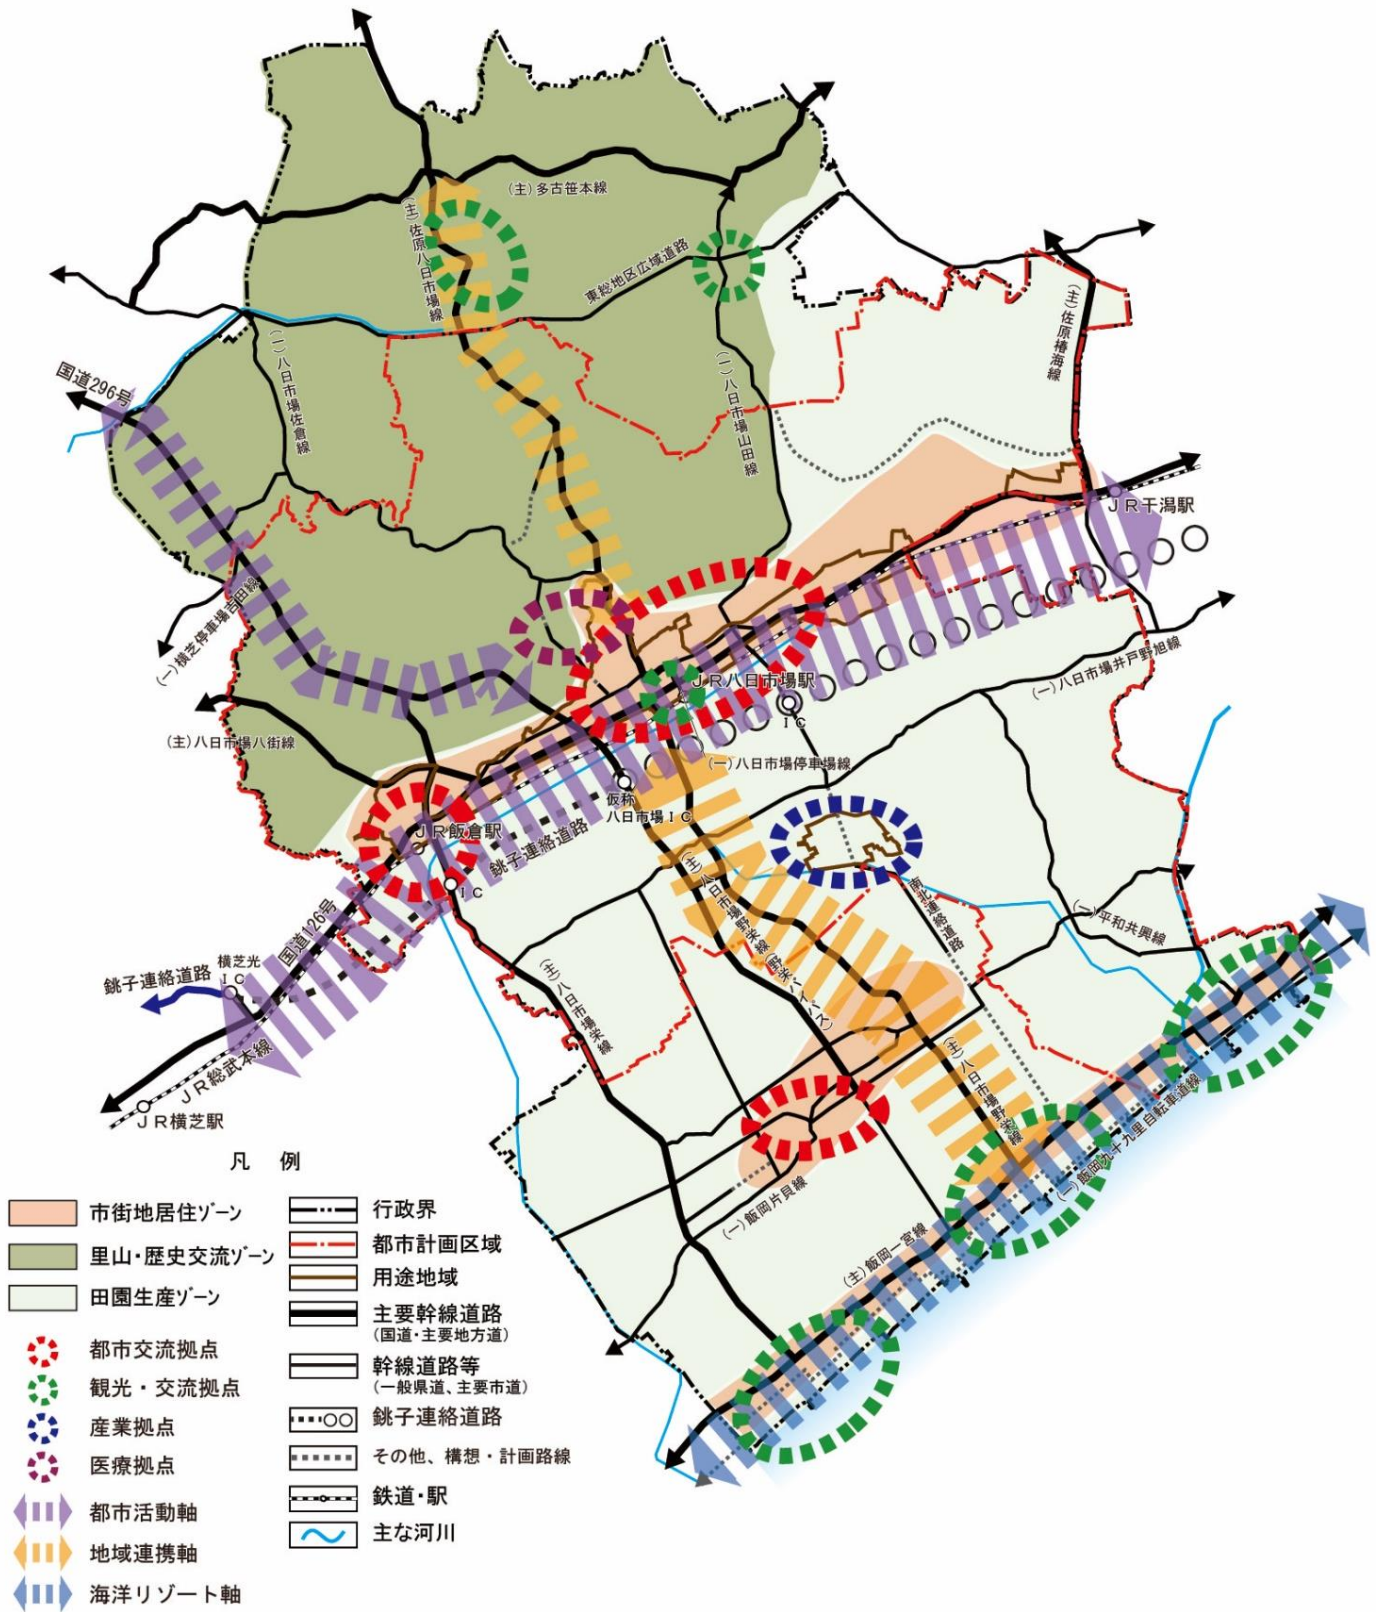 (主)多古笹本線
(主)佐原八日市場線
東総地区広域道路
(主)佐原椿海線
国道296号
(一)八日市場佐倉線
(一)八日市場山田線
JR干潟駅
(一)横芝停車場吉田線
(一)八日市場井戸野旭線
JR八日市場駅
IC
(主)八日市場八街線
(一)八日市場停車場線
仮称
八日市場IC
JR飯倉駅
銚子連絡道路
IC
(主)八日市場野栄線(野栄バイパス)
南北連絡道路
(一)平和共興線
国道126号
横芝光
IC
銚子連絡道路
(主)八日市場栄線
JR総武本線
JR横芝駅
(主)八日市場野栄線
(一)飯岡九十九里自転車道線
(一)飯岡片貝線
(主)飯岡一宮線
凡 例
市街地居住ゾーン
里山・歴史交流ゾーン
田園生産ゾーン
都市交流拠点
観光・交流拠点
産業拠点
医療拠点
都市活動軸
地域連携軸
海洋リゾート軸
行政界
都市計画区域
用途地域
主要幹線道路
(国道・主要地方道)
幹線道路等
(一般県道、主要市道)
銚子連絡道路
その他、構想・計画路線
鉄道・駅
主な河川